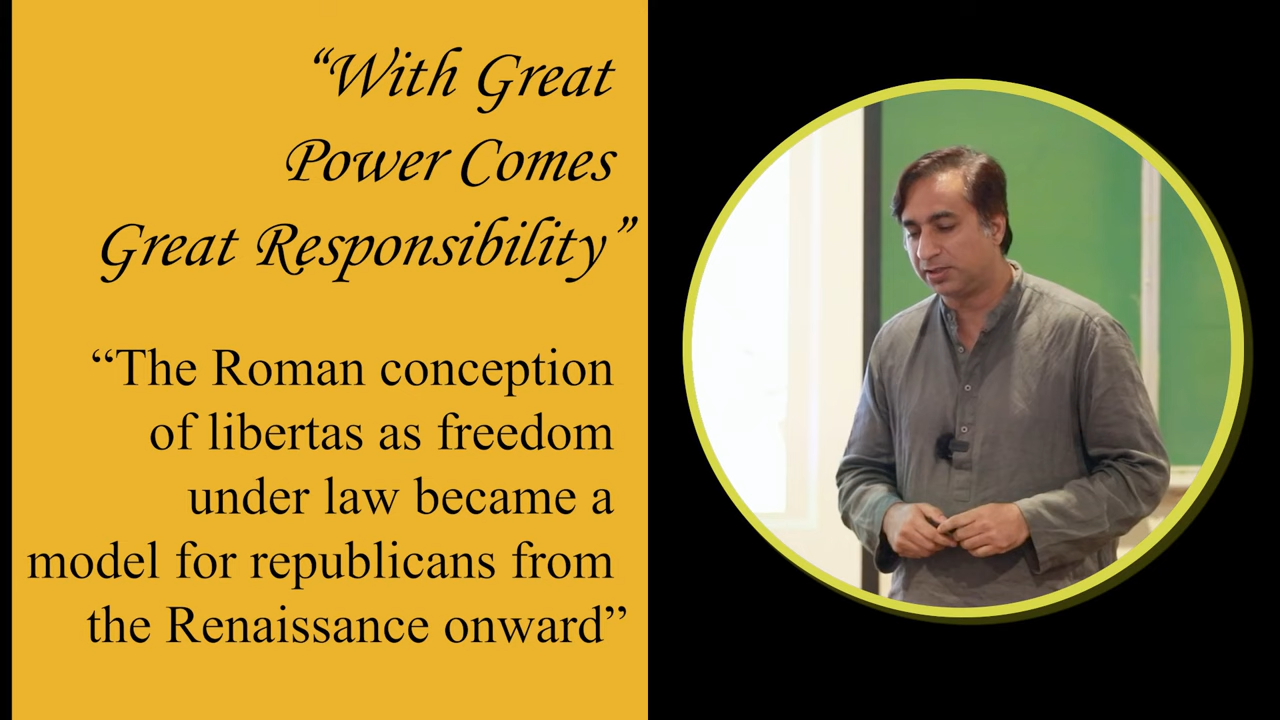 “With Great
Power Comes
Great Responsibility”
“The Roman conception
of libertas as freedom
under law became a
model for republicans from
the Renaissance onward”